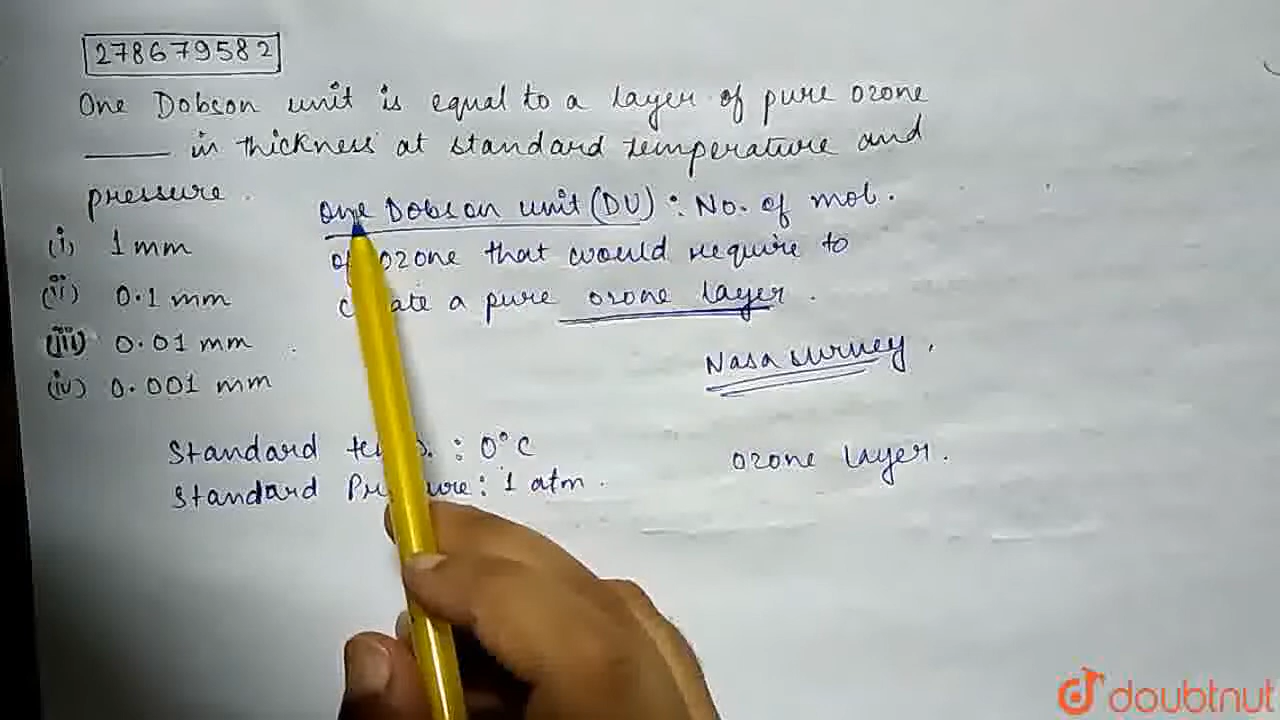 278679582
One Dobson unit is equal to a layer of pure ozone
____ in thickness at standard temperature and
pressure.
(i) 1 mm
(ii) 0.1 mm
(iii) 0.01 mm
(iv) 0.001 mm
One Dobson unit (DU) : No. of mol.
of ozone that would require to
a pure ozone layer.
Nasa survey.
Standard : 0°C
Standard : 1 atm.
ozone layer.
doubtnut